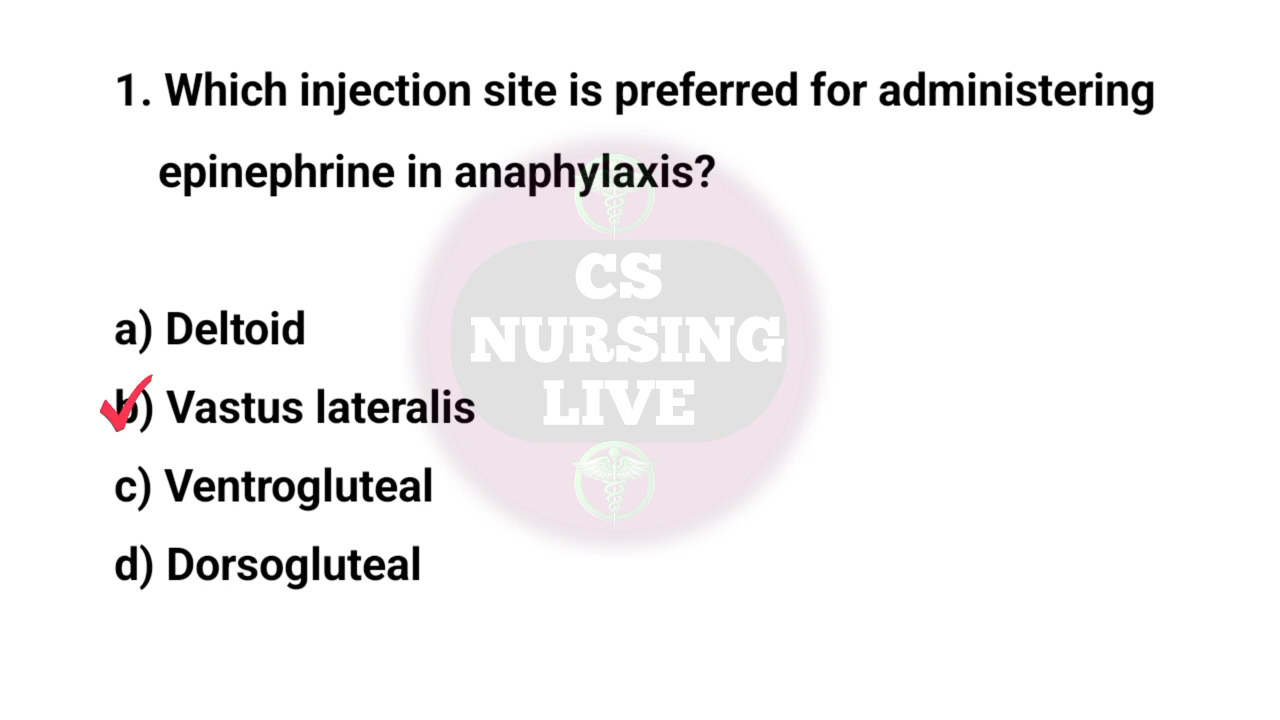 1. Which injection site is preferred for administering
epinephrine in anaphylaxis?
CS
NURSING
LIVE
a) Deltoid
b) Vastus lateralis
c) Ventrogluteal
d) Dorsogluteal